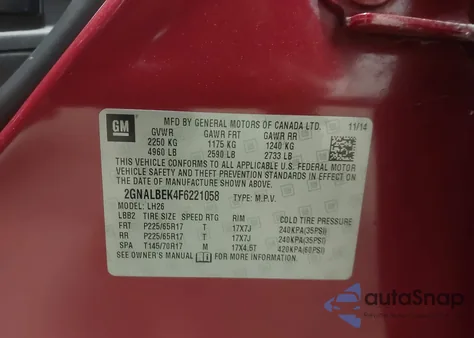 GM
MFD BY GENERAL MOTORS OF CANADA LTD. 11/14
GVWR GAWR FRT GAWR RR
2250 KG 1175 KG 1240 KG
4960 LB 2590 LB 2733 LB
THIS VEHICLE CONFORMS TO ALL APPLICABLE U.S. FEDERAL MOTOR
VEHICLE SAFETY AND THEFT PREVENTION STANDARDS IN EFFECT ON
THE DATE OF MANUFACTURE SHOWN ABOVE.
2GNALBEK4F6221058 TYPE: M.P.V.
MODEL: LH26
LBB2 TIRE SIZE SPEED RTG RIM COLD TIRE PRESSURE
FRT P225/65R17 T 17X7J 240KPA(35PSI)
RR P225/65R17 T 17X7J 240KPA(35PSI)
SPA T145/70R17 M 17X4.5T 420KPA(60PSI)
SEE OWNER'S MANUAL FOR MORE INFORMATION.
autoSnap